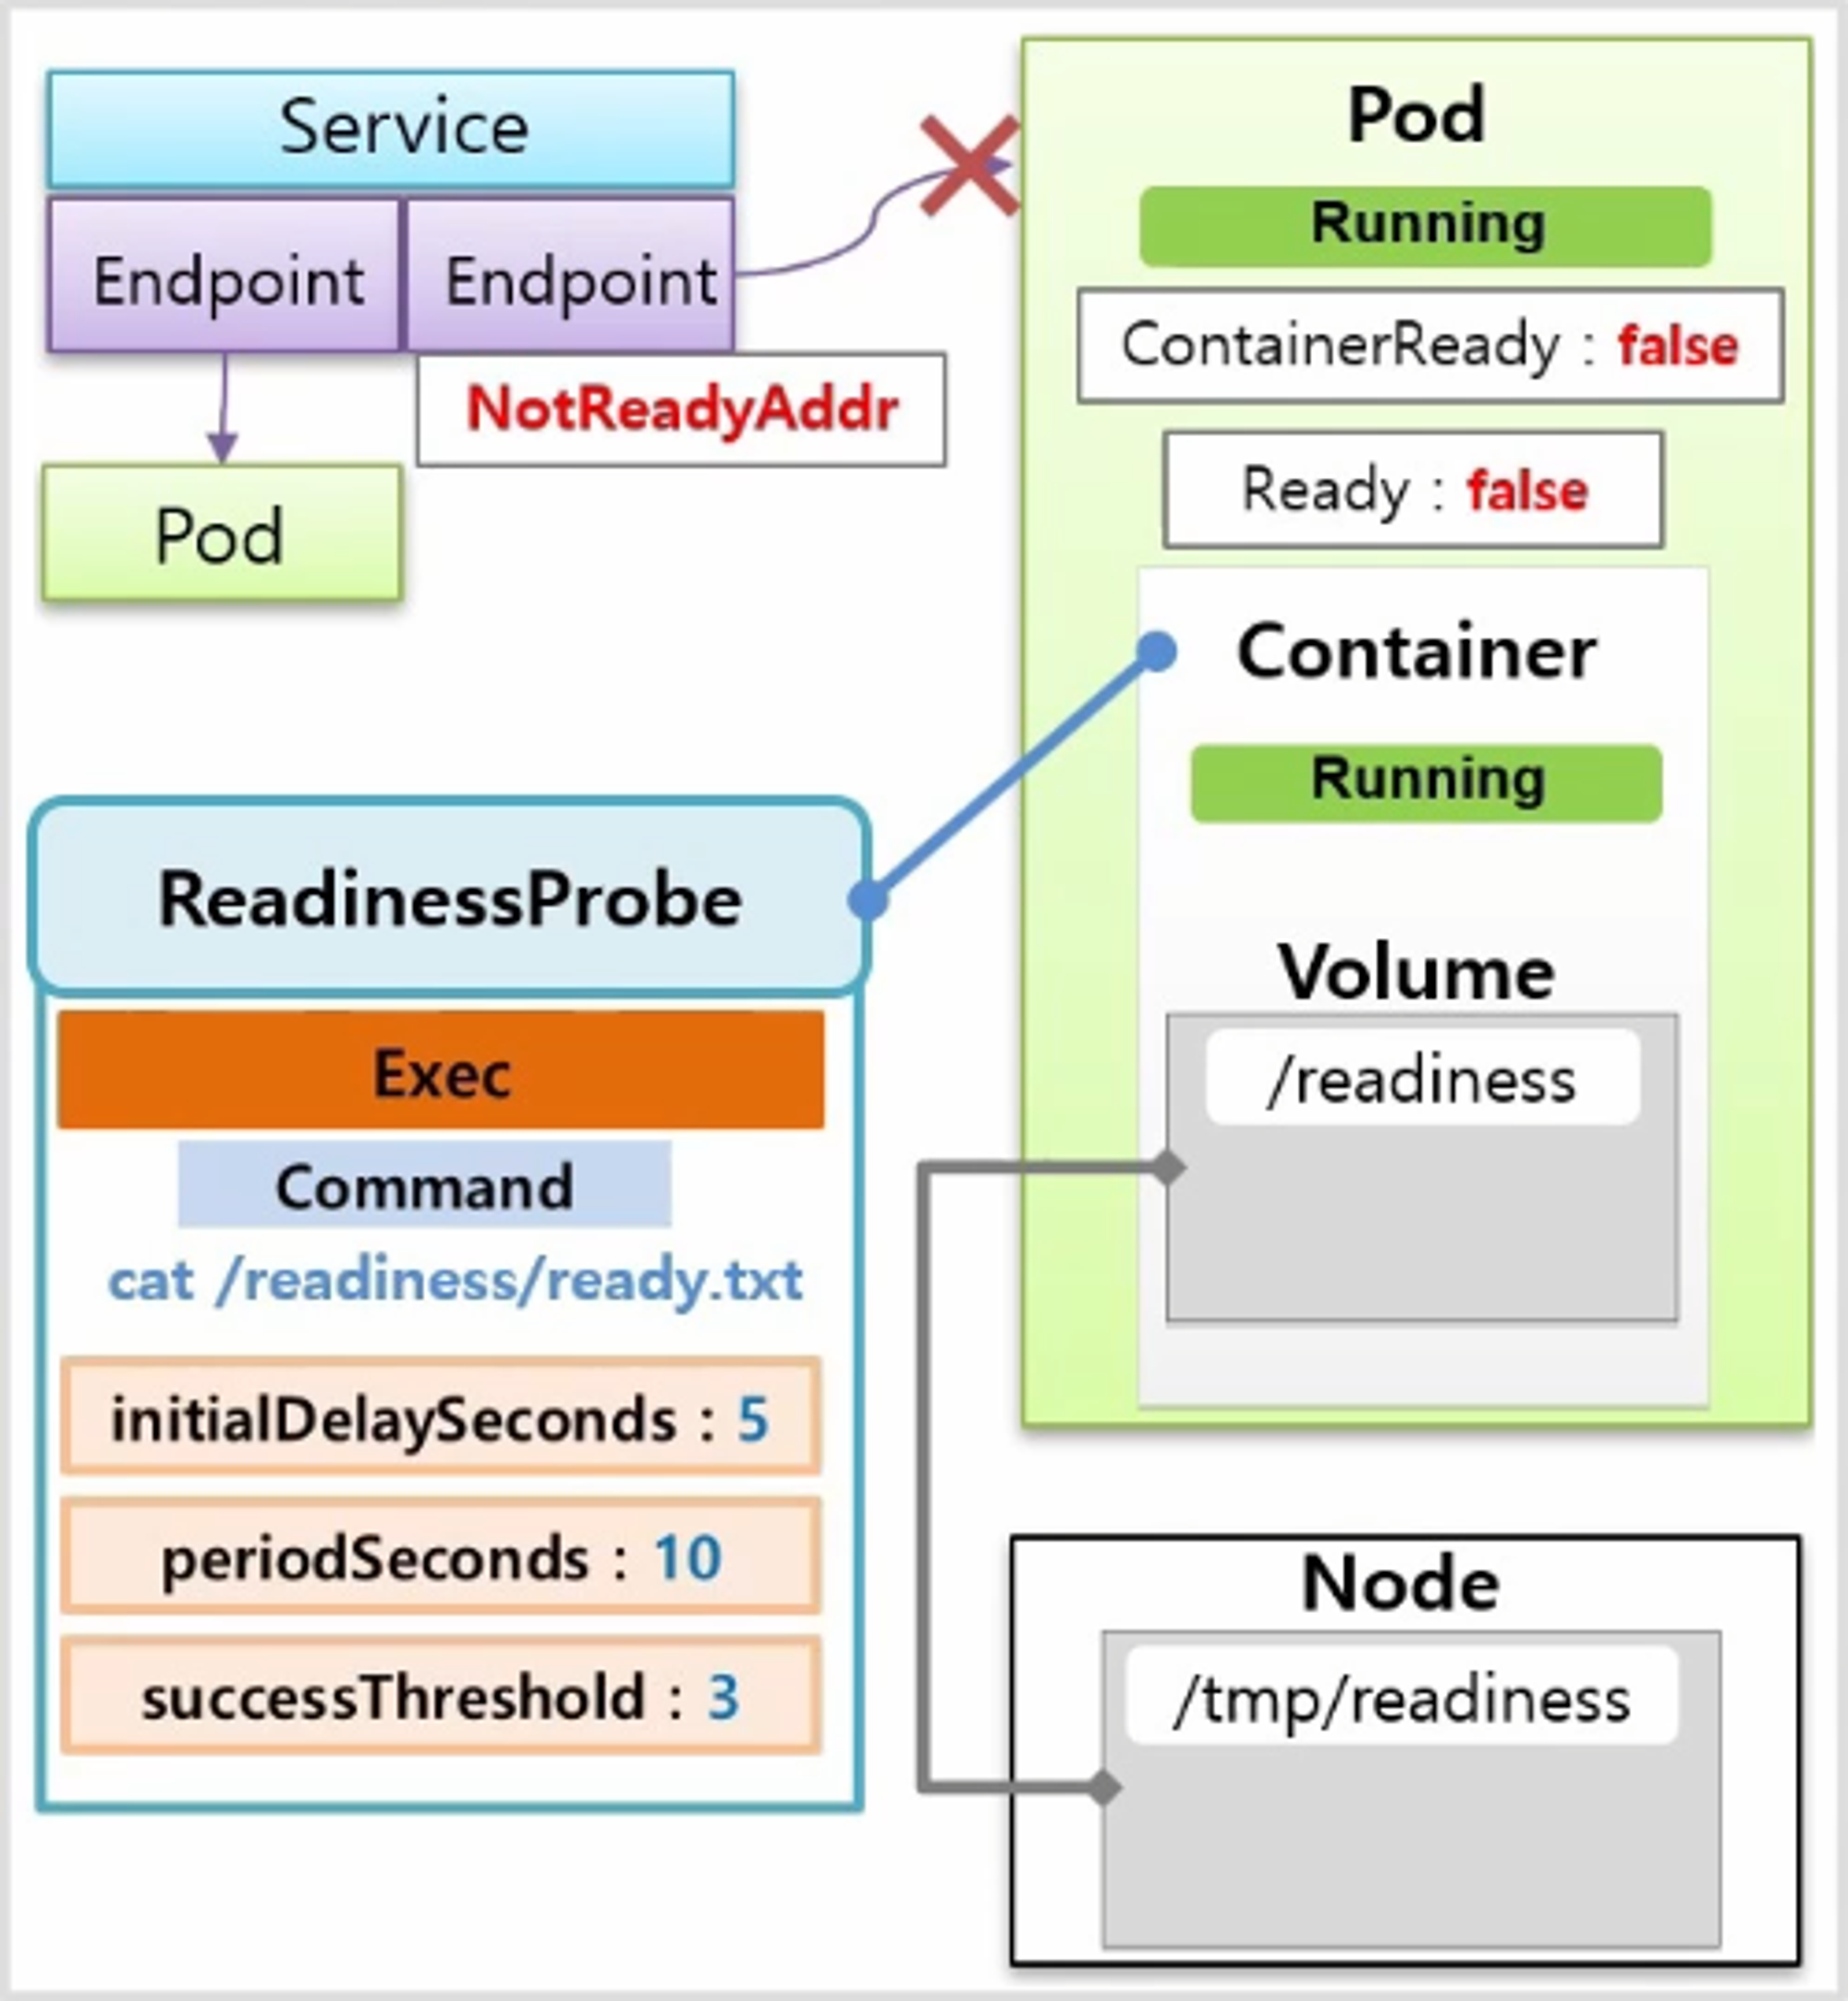 Service
Endpoint
Endpoint
NotReadyAddr
Pod
Pod
Running
ContainerReady : false
Ready : false
Container
Running
Volume
/readiness
ReadinessProbe
Exec
Command
cat /readiness/ready.txt
initialDelaySeconds : 5
periodSeconds : 10
successThreshold : 3
Node
/tmp/readiness